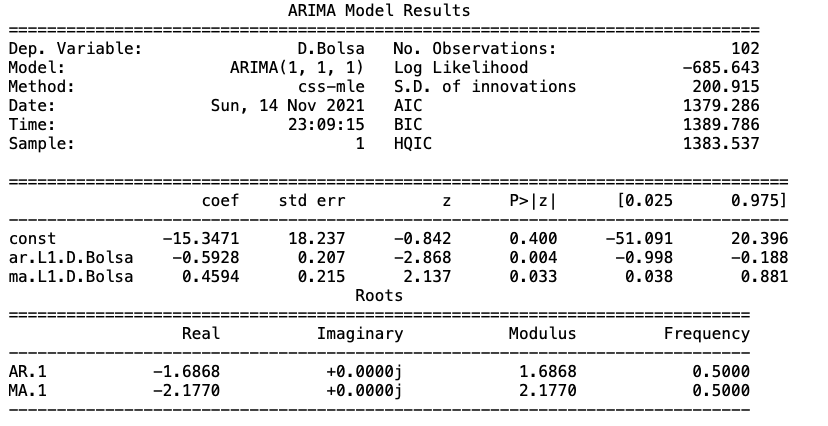 ARIMA Model Results
==============================================================================
Dep. Variable:                D.Bolsa   No. Observations:                  102
Model:                 ARIMA(1, 1, 1)   Log Likelihood                -685.643
Method:                       css-mle   S.D. of innovations            200.915
Date:                Sun, 14 Nov 2021   AIC                           1379.286
Time:                        23:09:15   BIC                           1389.786
Sample:                             1   HQIC                          1383.537

=================================================================================
                    coef    std err          z      P>|z|      [0.025      0.975]
---------------------------------------------------------------------------------
const           -15.3471     18.237     -0.842      0.400     -51.091      20.396
ar.L1.D.Bolsa    -0.5928      0.207     -2.868      0.004      -0.998      -0.188
ma.L1.D.Bolsa     0.4594      0.215      2.137      0.033       0.038       0.881
                                    Roots
=============================================================================
                  Real          Imaginary           Modulus         Frequency
-----------------------------------------------------------------------------
AR.1           -1.6868           +0.0000j            1.6868            0.5000
MA.1           -2.1770           +0.0000j            2.1770            0.5000
-----------------------------------------------------------------------------